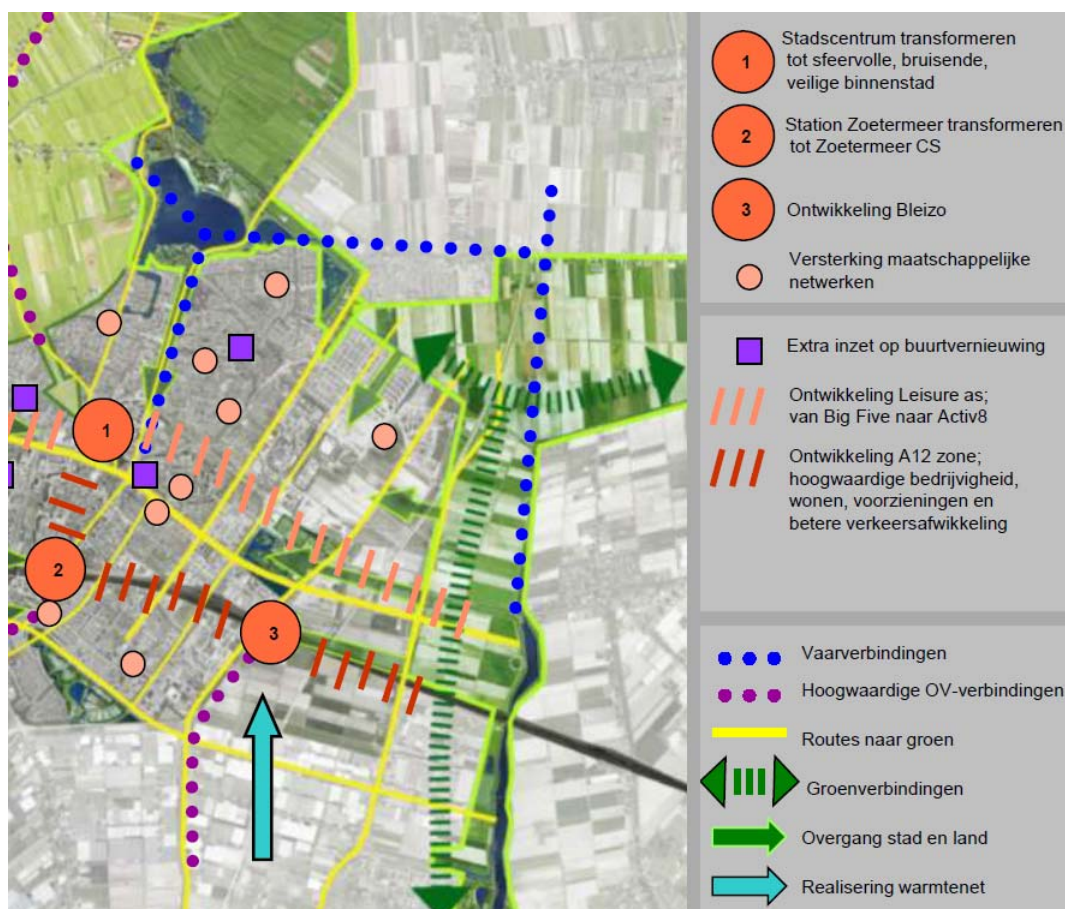 1
2
3
1
Stadscentrum transformeren
tot sfeervolle, bruisende,
veilige binnenstad
2
Station Zoetermeer transformeren
tot Zoetermeer CS
3
Ontwikkeling Bleizo
Versterking maatschappelijke
netwerken
Extra inzet op buurtvernieuwing
Ontwikkeling Leisure as;
van Big Five naar Activ8
Ontwikkeling A12 zone;
hoogwaardige bedrijvigheid,
wonen, voorzieningen en
betere verkeersafwikkeling
Vaarverbindingen
Hoogwaardige OV-verbindingen
Routes naar groen
Groenverbindingen
Overgang stad en land
Realisering warmtenet